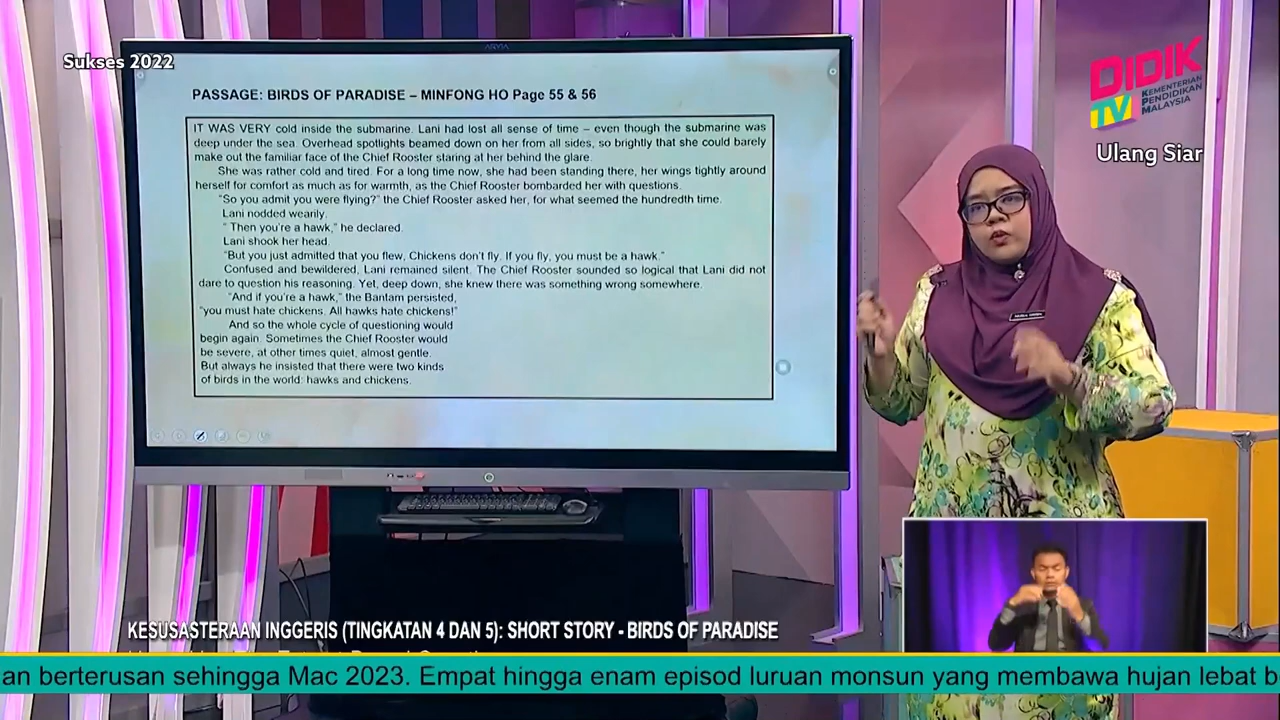 Sukses 2022
DIDIK
TV
KEMENTERIAN
PENDIDIKAN
MALAYSIA
Ulang Siar
PASSAGE: BIRDS OF PARADISE – MINFONG HO Page 55 & 56
IT WAS VERY cold inside the submarine. Lani had lost all sense of time – even though the submarine was
deep under the sea. Overhead spotlights beamed down on her from all sides, so brightly that she could barely
make out the familiar face of the Chief Rooster staring at her behind the glare.
She was rather cold and tired. For a long time now, she had been standing there, her wings tightly around
herself for comfort as much as for warmth, as the Chief Rooster bombarded her with questions.
"So you admit you were flying?" the Chief Rooster asked her, for what seemed the hundredth time.
Lani nodded wearily.
" Then you're a hawk," he declared.
Lani shook her head.
"But you just admitted that you flew, Chickens don't fly. If you fly, you must be a hawk."
Confused and bewildered, Lani remained silent. The Chief Rooster sounded so logical that Lani did not
dare to question his reasoning. Yet, deep down, she knew there was something wrong somewhere.
"And if you're a hawk," the Bantam persisted,
"you must hate chickens. All hawks hate chickens!"
And so the whole cycle of questioning would
begin again. Sometimes the Chief Rooster would
be severe, at other times quiet, almost gentle.
But always he insisted that there were two kinds
of birds in the world: hawks and chickens.
KESUSASTERAAN INGGERIS (TINGKATAN 4 DAN 5): SHORT STORY - BIRDS OF PARADISE
an berterusan sehingga Mac 2023. Empat hingga enam episod luruan monsun yang membawa hujan lebat b